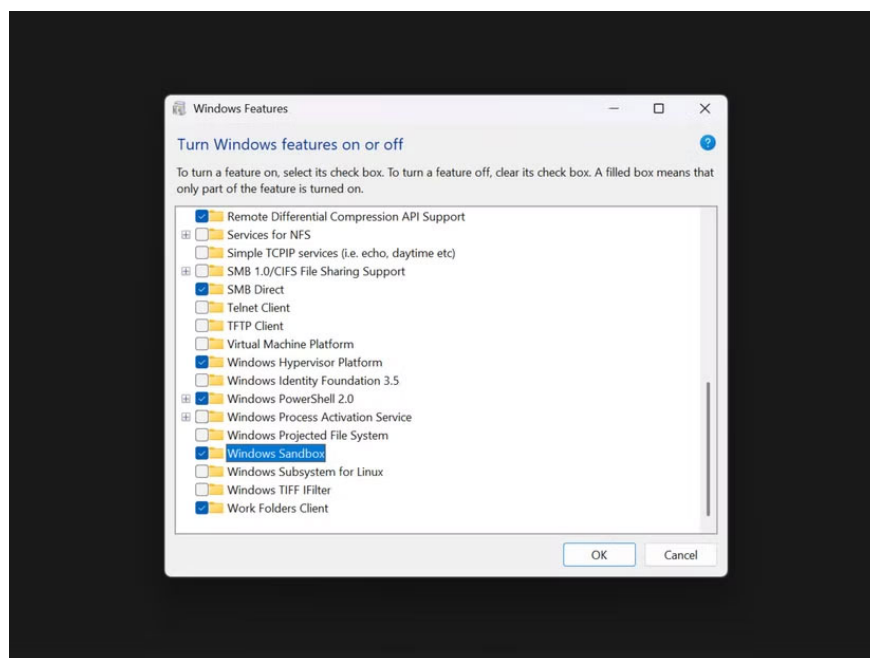 Windows Features
Turn Windows features on or off
To turn a feature on, select its check box. To turn a feature off, clear its check box. A filled box means that
only part of the feature is turned on.
Remote Differential Compression API Support
Services for NFS
Simple TCPIP services (i.e. echo, daytime etc)
SMB 1.0/CIFS File Sharing Support
SMB Direct
Telnet Client
TFTP Client
Virtual Machine Platform
Windows Hypervisor Platform
Windows Identity Foundation 3.5
Windows PowerShell 2.0
Windows Process Activation Service
Windows Projected File System
Windows Sandbox
Windows Subsystem for Linux
Windows TIFF IFilter
Work Folders Client
OK
Cancel